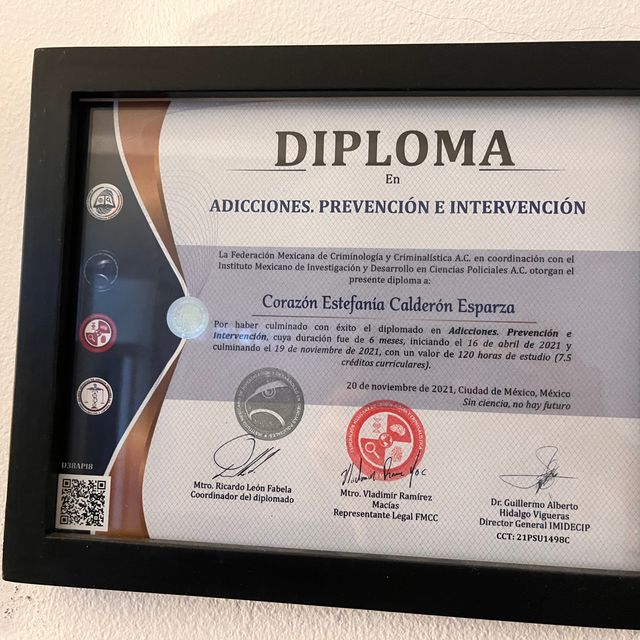 DIPLOMA
En
ADICCIONES. PREVENCIÓN E INTERVENCIÓN
La Federación Mexicana de Criminología y Criminalística A.C. en coordinación con el
Instituto Mexicano de Investigación y Desarrollo en Ciencias Policiales A.C. otorgan el
presente diploma a:
Corazón Estefanía Calderón Esparza
Por haber culminado con éxito el diplomado en Adicciones. Prevención e
Intervención, cuya duración fue de 6 meses, iniciando el 16 de abril de 2021 y
culminando el 19 de noviembre de 2021, con un valor de 120 horas de estudio (7.5
créditos curriculares).
20 de noviembre de 2021, Ciudad de México, México
Sin ciencia, no hay futuro
D38AP18
Mtro. Ricardo León Fabela
Coordinador del diplomado
Mtro. Vladimir Ramírez
Macías
Representante Legal FMCC
Dr. Guillermo Alberto
Hidalgo Vigueras
Director General IMIDECIP
CCT: 21PSU1498C